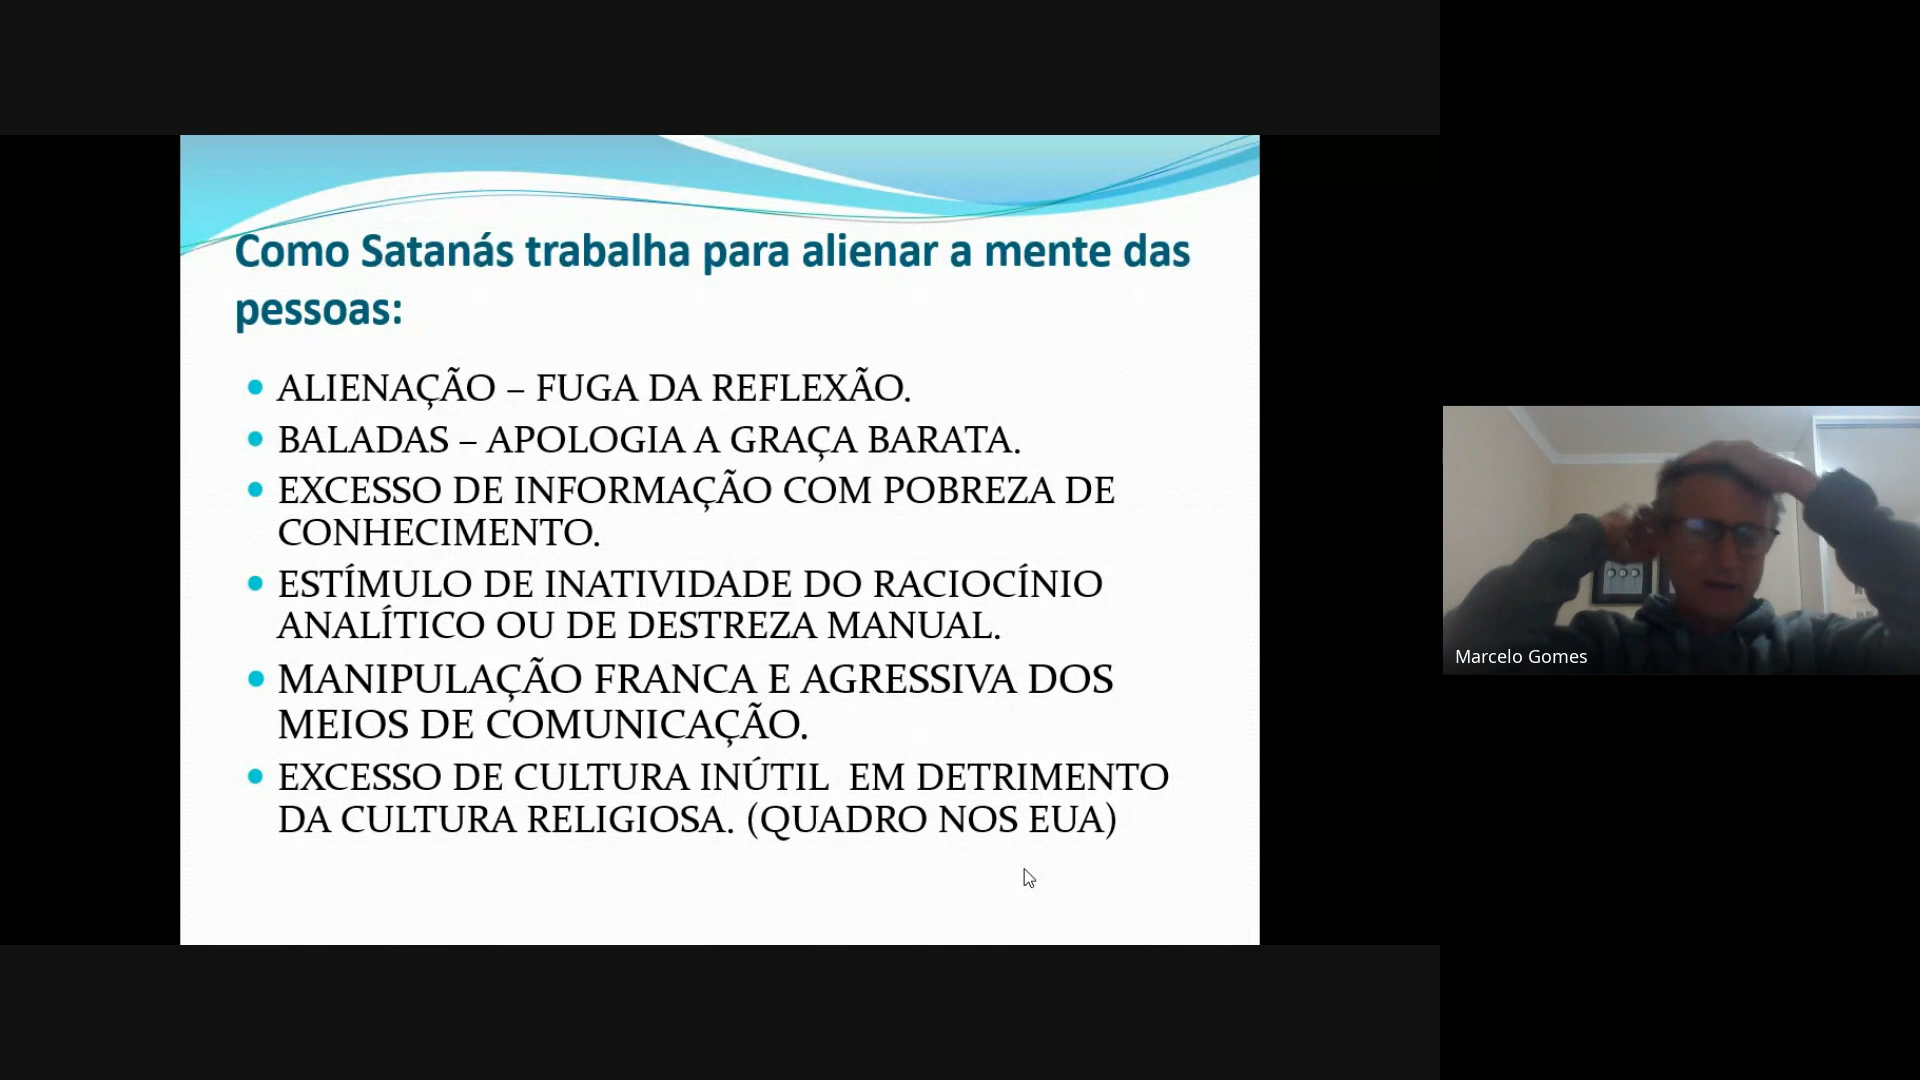 Como Satanás trabalha para alienar a mente das
pessoas:
• ALIENAÇÃO – FUGA DA REFLEXÃO.
• BALADAS – APOLOGIA A GRAÇA BARATA.
• EXCESSO DE INFORMAÇÃO COM POBREZA DE
CONHECIMENTO.
• ESTÍMULO DE INATIVIDADE DO RACIOCÍNIO
ANALÍTICO OU DE DESTREZA MANUAL.
• MANIPULAÇÃO FRANCA E AGRESSIVA DOS
MEIOS DE COMUNICAÇÃO.
• EXCESSO DE CULTURA INÚTIL  EM DETRIMENTO
DA CULTURA RELIGIOSA. (QUADRO NOS EUA)
Marcelo Gomes